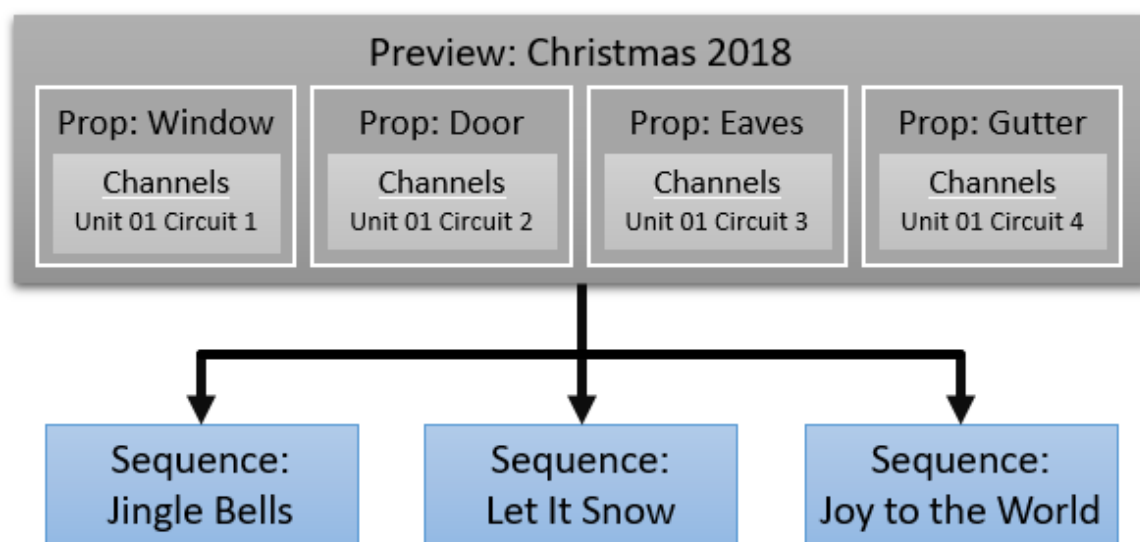 Preview: Christmas 2018
Prop: Window
Channels
Unit 01 Circuit 1
Prop: Door
Channels
Unit 01 Circuit 2
Prop: Eaves
Channels
Unit 01 Circuit 3
Prop: Gutter
Channels
Unit 01 Circuit 4
Sequence:
Jingle Bells
Sequence:
Let It Snow
Sequence:
Joy to the World